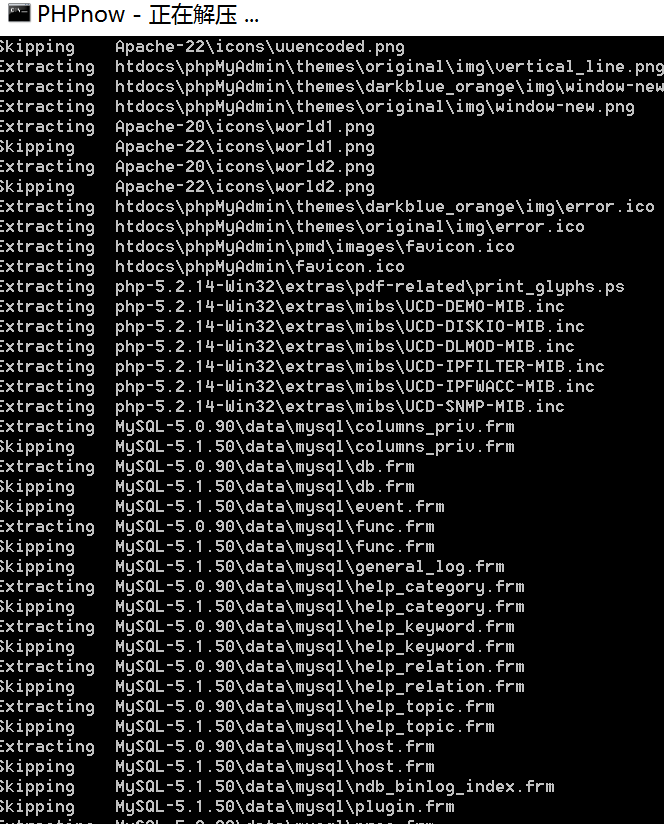 PHPnow - 正在解压 ...
Skipping Apache-22\icons\uuencoded.png
Extracting htdocs\phpMyAdmin\themes\original\img\vertical_line.png
Extracting htdocs\phpMyAdmin\themes\darkblue_orange\img\window-new
Extracting htdocs\phpMyAdmin\themes\original\img\window-new.png
Extracting Apache-20\icons\world1.png
Skipping Apache-22\icons\world1.png
Extracting Apache-20\icons\world2.png
Skipping Apache-22\icons\world2.png
Extracting htdocs\phpMyAdmin\themes\darkblue_orange\img\error.ico
Extracting htdocs\phpMyAdmin\themes\original\img\error.ico
Extracting htdocs\phpMyAdmin\pmd\images\favicon.ico
Extracting htdocs\phpMyAdmin\favicon.ico
Extracting php-5.2.14-Win32\extras\pdf-related\print_glyphs.ps
Extracting php-5.2.14-Win32\extras\mibs\UCD-DEMO-MIB.inc
Extracting php-5.2.14-Win32\extras\mibs\UCD-DISKIO-MIB.inc
Extracting php-5.2.14-Win32\extras\mibs\UCD-DLMOD-MIB.inc
Extracting php-5.2.14-Win32\extras\mibs\UCD-IPFILTER-MIB.inc
Extracting php-5.2.14-Win32\extras\mibs\UCD-IPFWACC-MIB.inc
Extracting php-5.2.14-Win32\extras\mibs\UCD-SNMP-MIB.inc
Extracting MySQL-5.0.90\data\mysql\columns_priv.frm
Skipping MySQL-5.1.50\data\mysql\columns_priv.frm
Extracting MySQL-5.0.90\data\mysql\db.frm
Skipping MySQL-5.1.50\data\mysql\db.frm
Skipping MySQL-5.1.50\data\mysql\event.frm
Extracting MySQL-5.0.90\data\mysql\func.frm
Skipping MySQL-5.1.50\data\mysql\func.frm
Skipping MySQL-5.1.50\data\mysql\general_log.frm
Extracting MySQL-5.0.90\data\mysql\help_category.frm
Skipping MySQL-5.1.50\data\mysql\help_category.frm
Extracting MySQL-5.0.90\data\mysql\help_keyword.frm
Skipping MySQL-5.1.50\data\mysql\help_keyword.frm
Extracting MySQL-5.0.90\data\mysql\help_relation.frm
Skipping MySQL-5.1.50\data\mysql\help_relation.frm
Extracting MySQL-5.0.90\data\mysql\help_topic.frm
Skipping MySQL-5.1.50\data\mysql\help_topic.frm
Extracting MySQL-5.0.90\data\mysql\host.frm
Skipping MySQL-5.1.50\data\mysql\host.frm
Skipping MySQL-5.1.50\data\mysql\ndb_binlog_index.frm
Skipping MySQL-5.1.50\data\mysql\plugin.frm